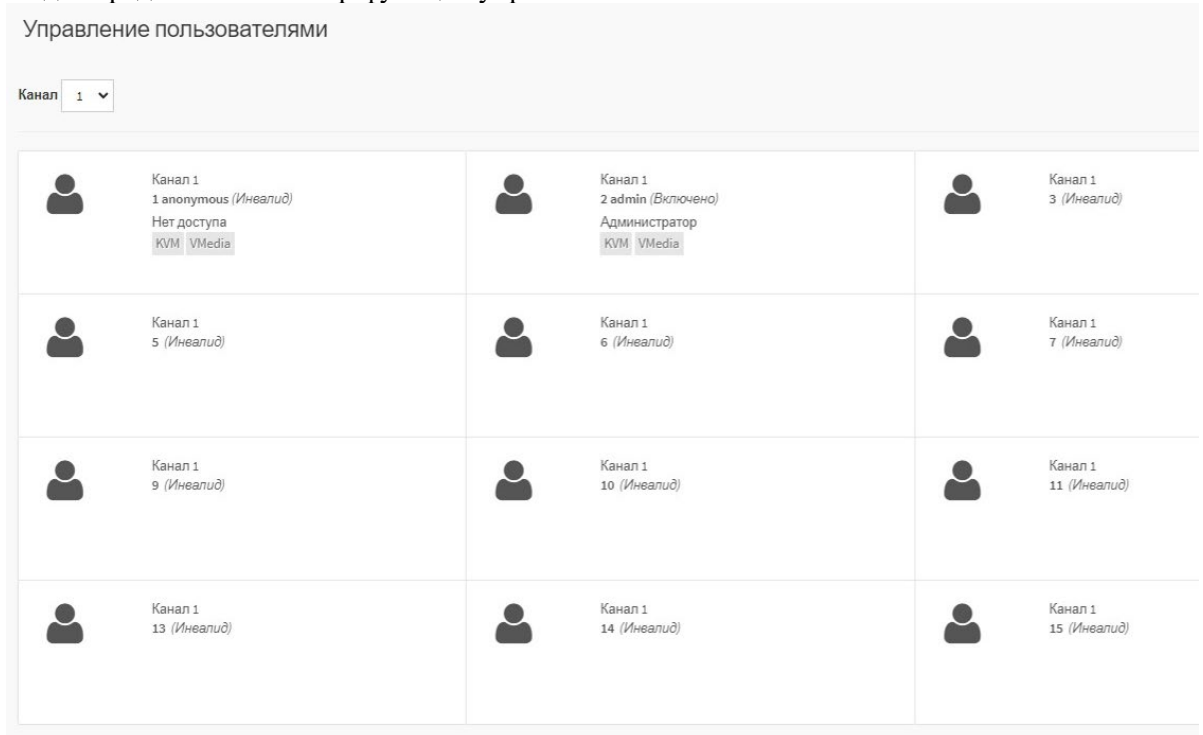 Управление пользователями
Канал 1
Канал 1
1 anonymous (Инвалид)
Нет доступа
KVM VMedia
Канал 1
2 admin (Включено)
Администратор
KVM VMedia
Канал 1
3 (Инвалид)
Канал 1
5 (Инвалид)
Канал 1
6 (Инвалид)
Канал 1
7 (Инвалид)
Канал 1
9 (Инвалид)
Канал 1
10 (Инвалид)
Канал 1
11 (Инвалид)
Канал 1
13 (Инвалид)
Канал 1
14 (Инвалид)
Канал 1
15 (Инвалид)